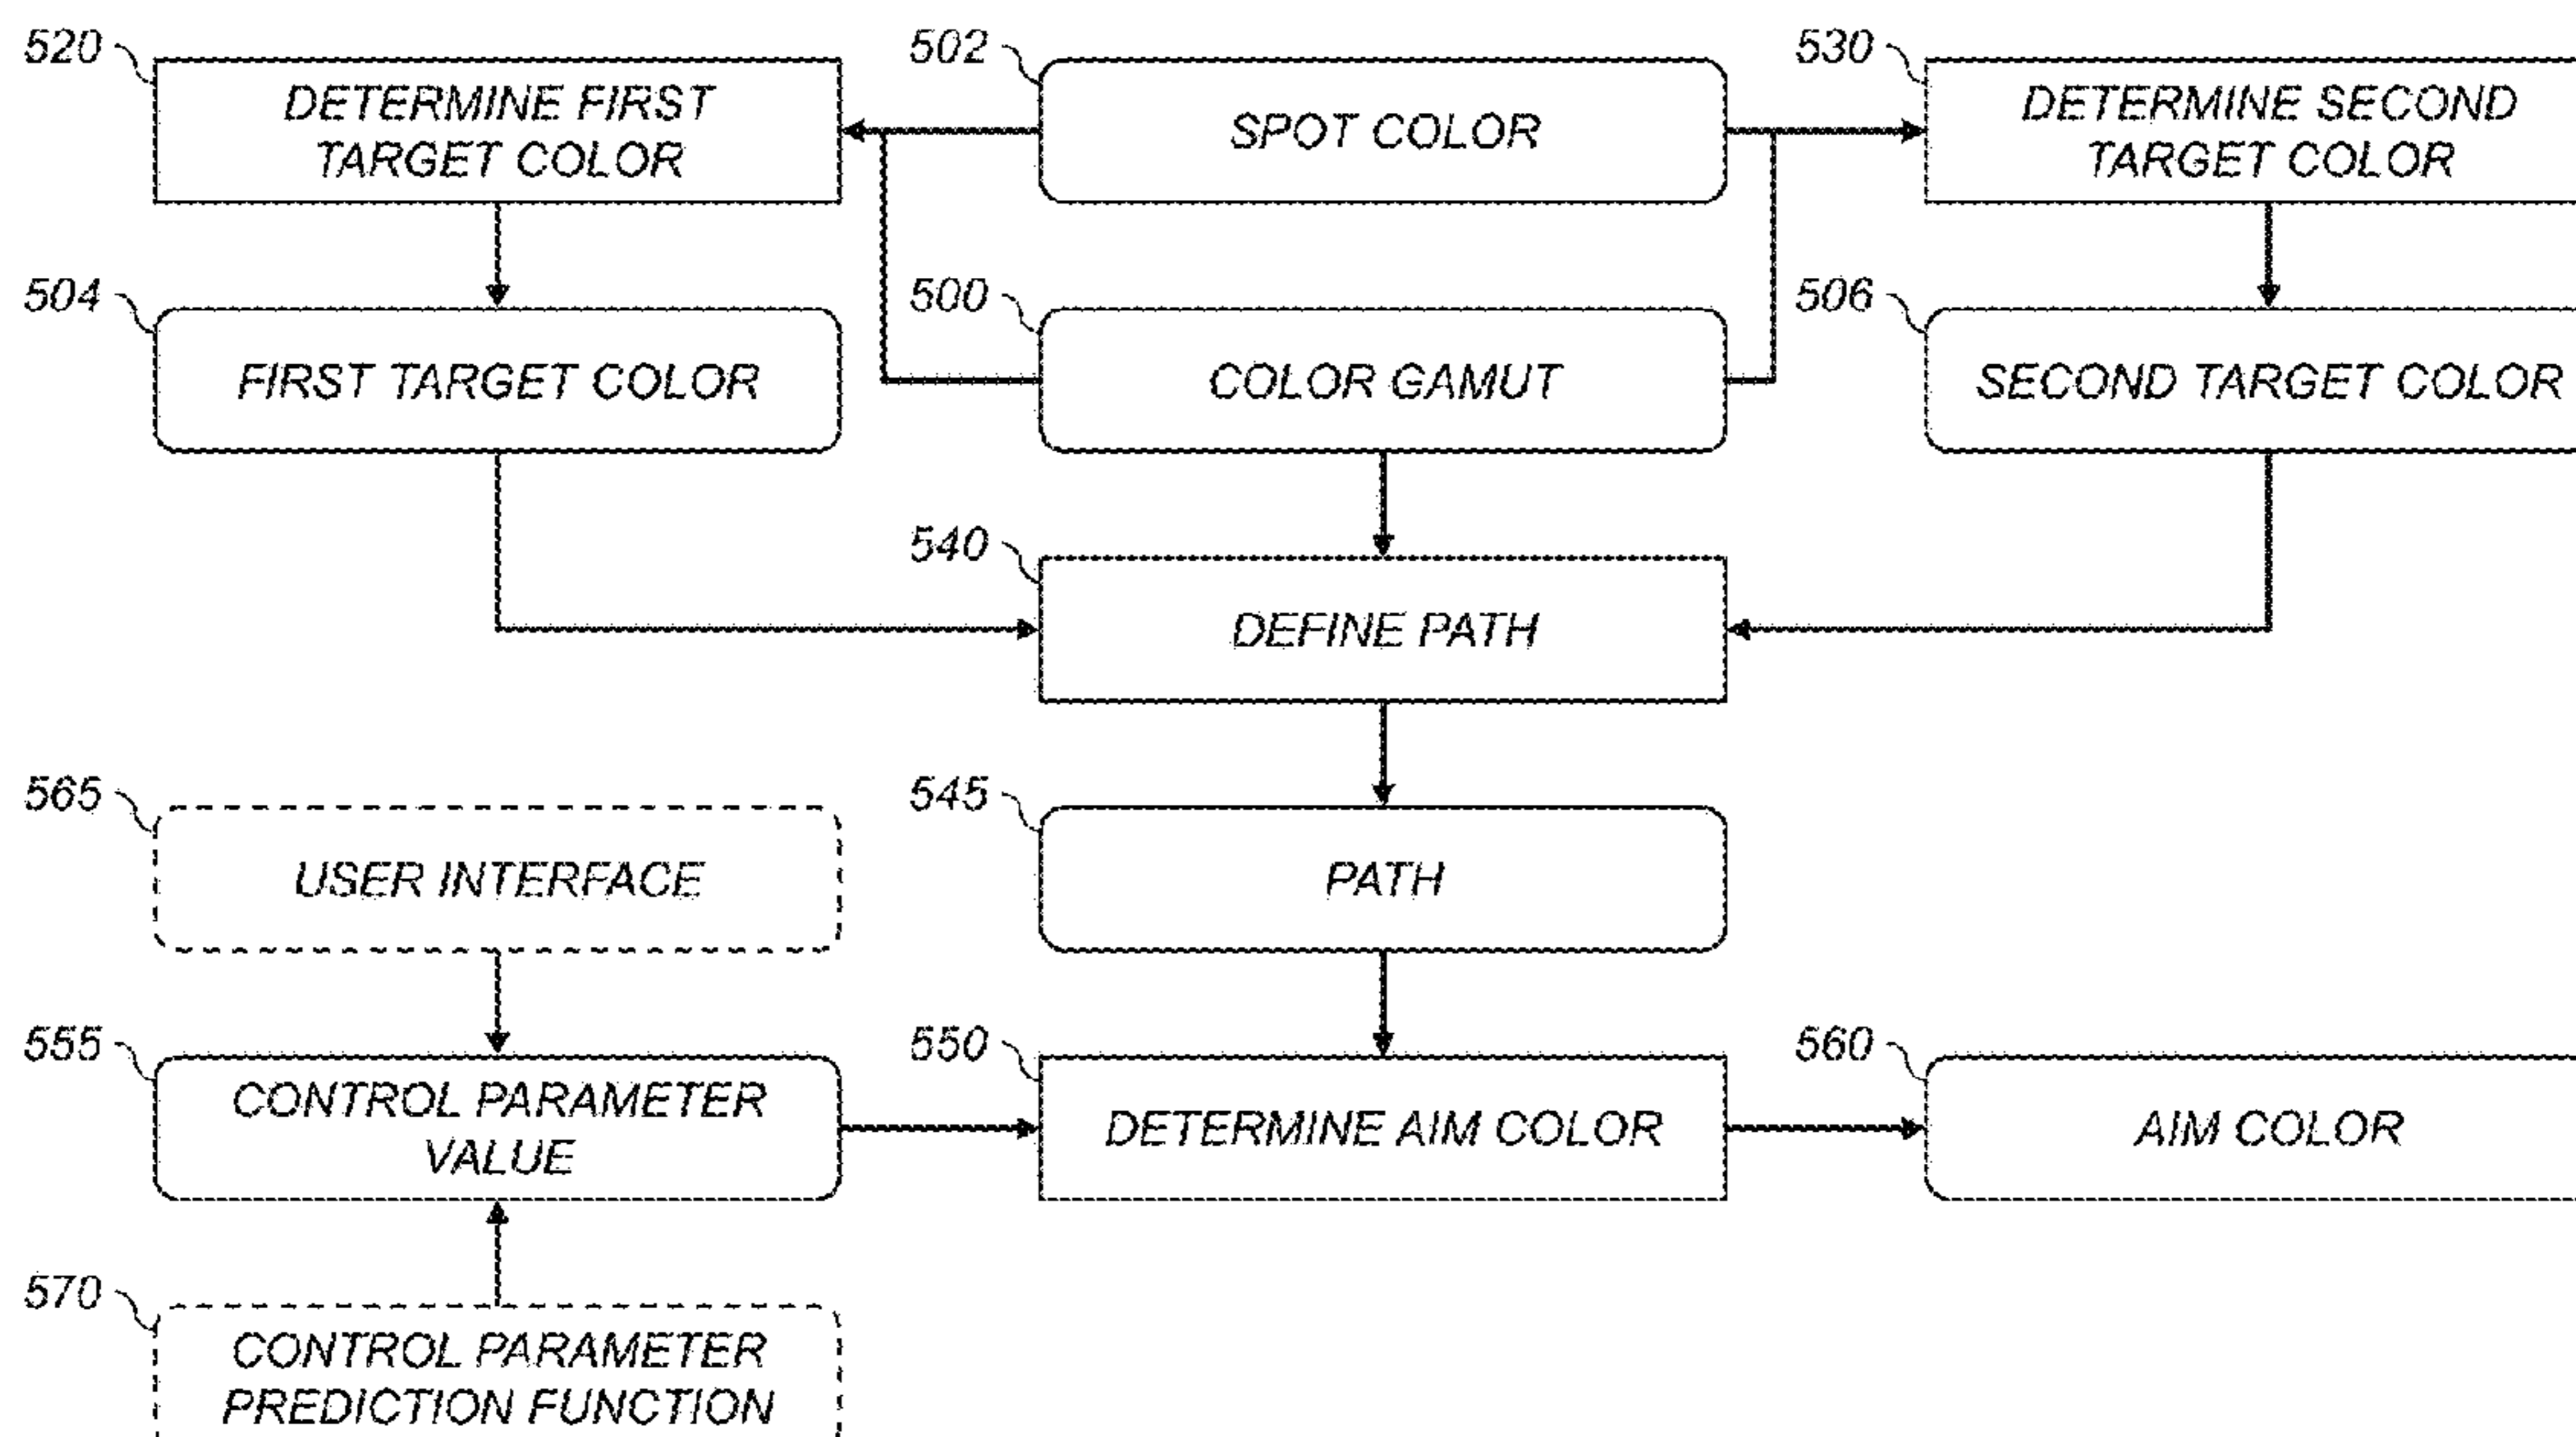 520
DETERMINE FIRST
TARGET COLOR
502
SPOT COLOR
530
DETERMINE SECOND
TARGET COLOR
504
FIRST TARGET COLOR
500
COLOR GAMUT
506
SECOND TARGET COLOR
540
DEFINE PATH
565
USER INTERFACE
545
PATH
555
CONTROL PARAMETER
VALUE
550
DETERMINE AIM COLOR
560
AIM COLOR
570
CONTROL PARAMETER
PREDICTION FUNCTION